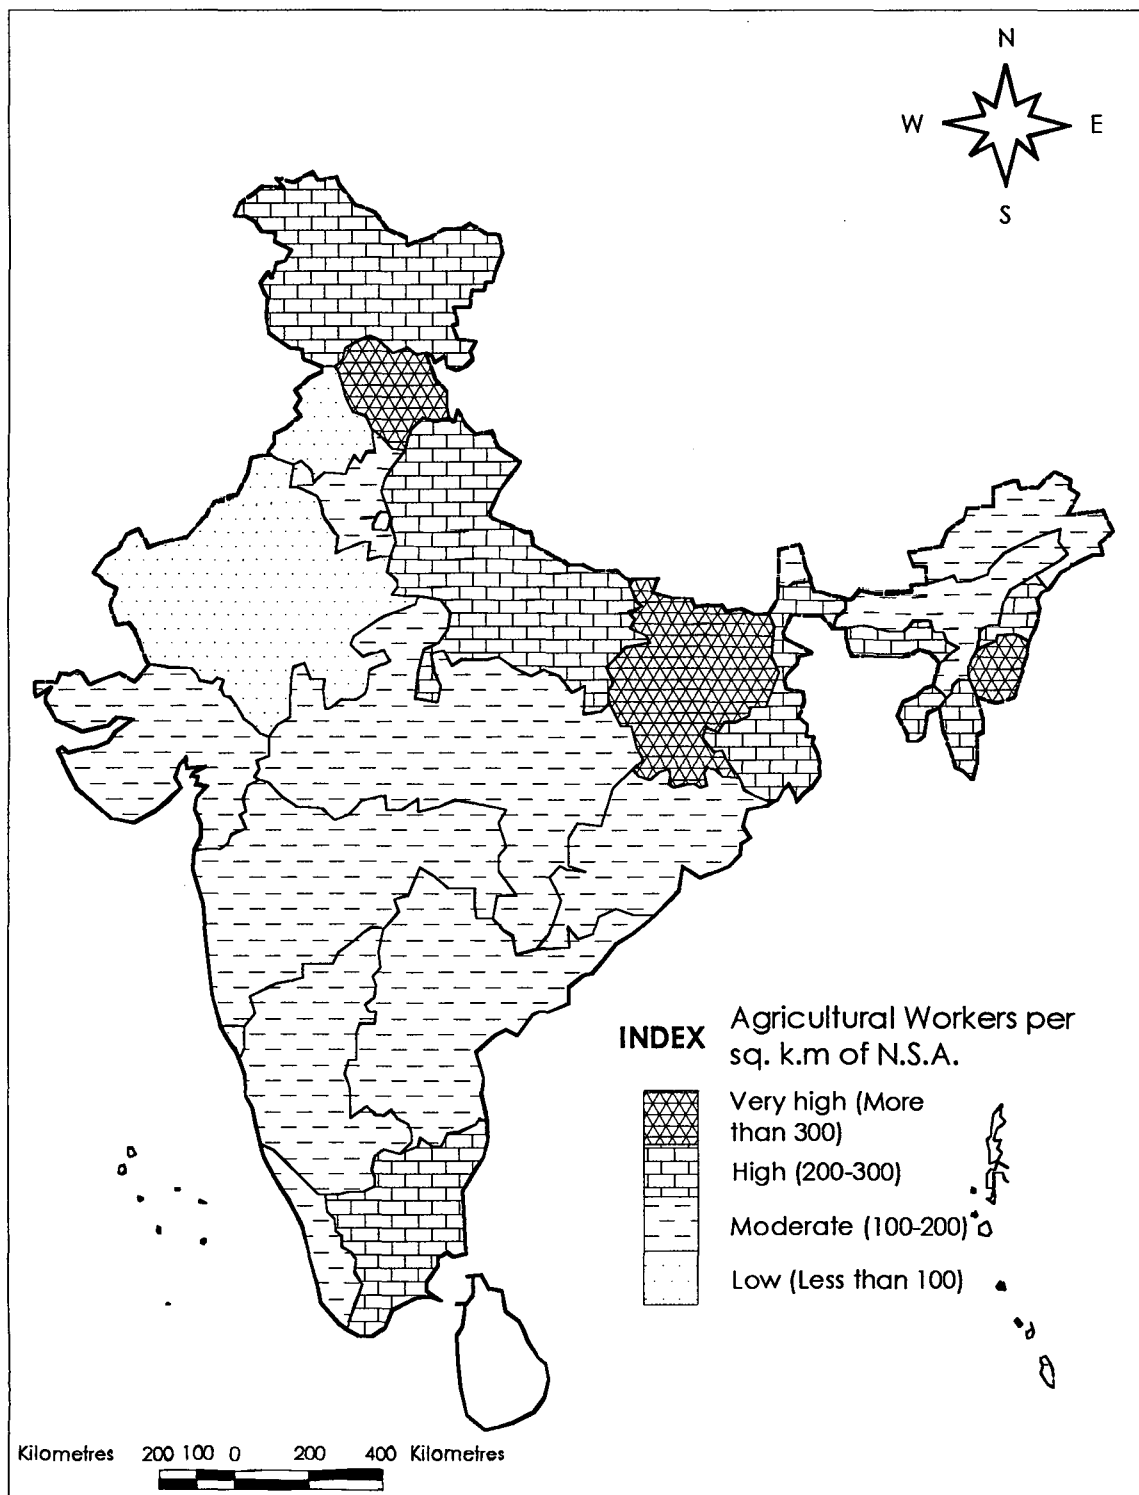 N
W E
S
INDEX Agricultural Workers per
sq. k.m of N.S.A.
Very high (More
than 300)
High (200-300)
Moderate (100-200)
Low (Less than 100)
Kilometres 200 100 0 200 400 Kilometres